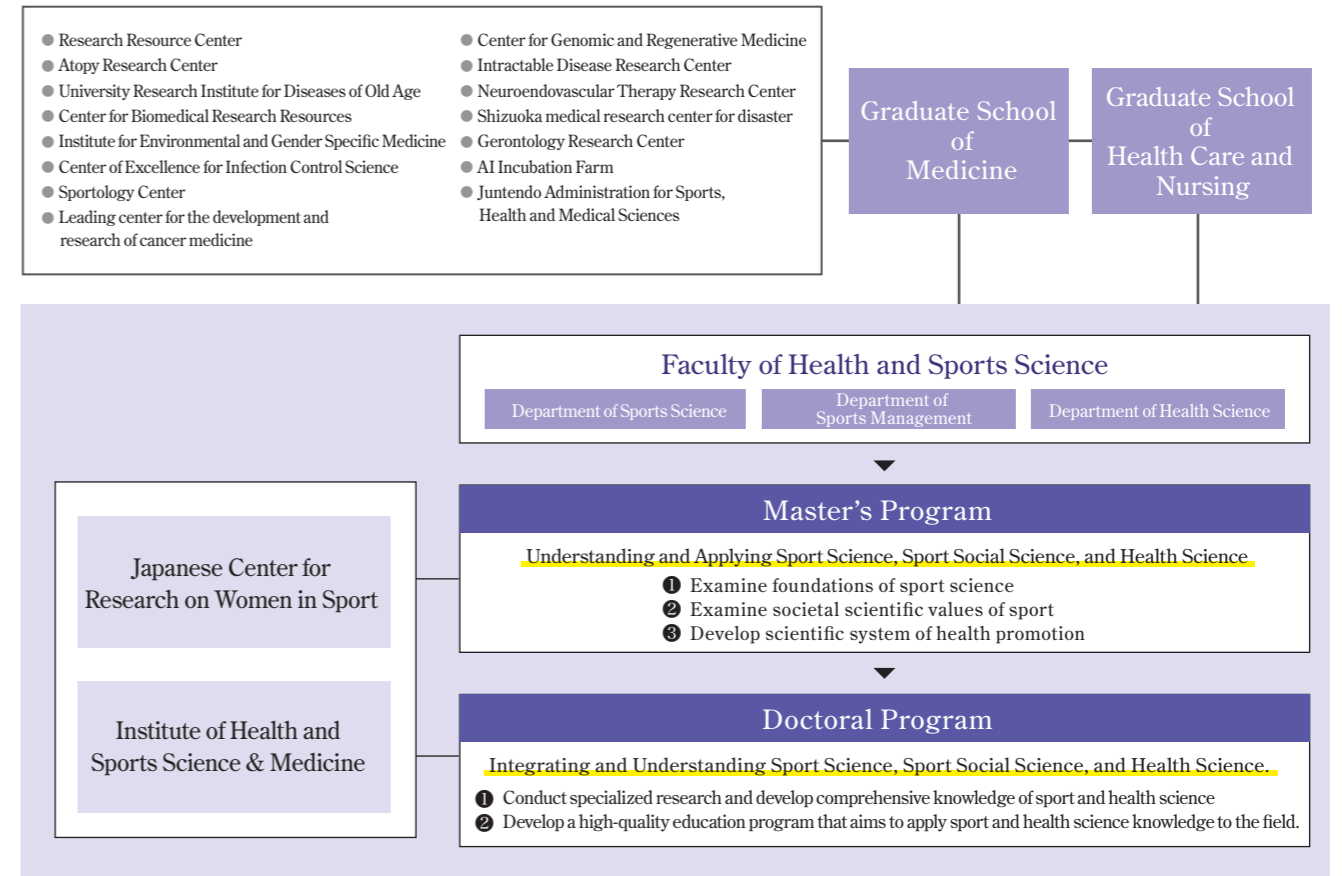 ● Research Resource Center
● Atopy Research Center
● University Research Institute for Diseases of Old Age
● Center for Biomedical Research Resources
● Institute for Environmental and Gender Specific Medicine
● Center of Excellence for Infection Control Science
● Sportology Center
● Leading center for the development and
research of cancer medicine
● Center for Genomic and Regenerative Medicine
● Intractable Disease Research Center
● Neuroendovascular Therapy Research Center
● Shizuoka medical research center for disaster
● Gerontology Research Center
● AI Incubation Farm
● Juntendo Administration for Sports,
Health and Medical Sciences
Graduate School
of
Medicine
Graduate School
of
Health Care and
Nursing
Faculty of Health and Sports Science
Department of Sports Science
Department of
Sports Management
Department of Health Science
Japanese Center for
Research on Women in Sport
Institute of Health and
Sports Science & Medicine
Master’s Program
Understanding and Applying Sport Science, Sport Social Science, and Health Science
❶ Examine foundations of sport science
❷ Examine societal scientific values of sport
❸ Develop scientific system of health promotion
Doctoral Program
Integrating and Understanding Sport Science, Sport Social Science, and Health Science.
❶ Conduct specialized research and develop comprehensive knowledge of sport and health science
❷ Develop a high-quality education program that aims to apply sport and health science knowledge to the field.